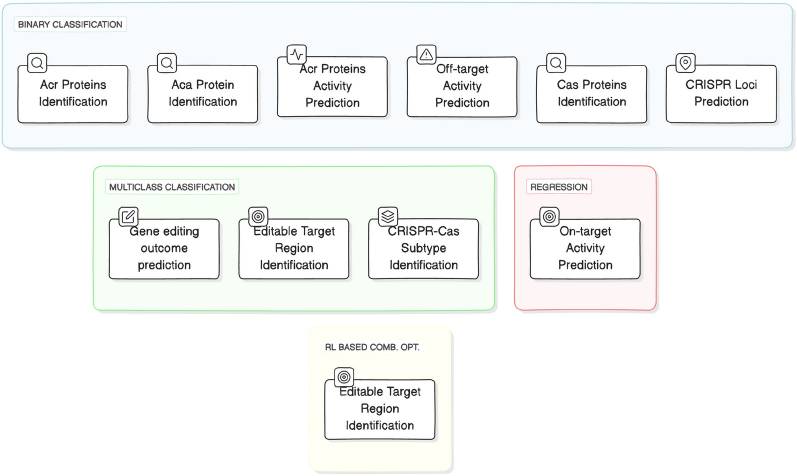 BINARY CLASSIFICATION
Acr Proteins
Identification
Aca Protein
Identification
Acr Proteins
Activity
Prediction
Off-target
Activity
Prediction
Cas Proteins
Identification
CRISPR Loci
Prediction
MULTICLASS CLASSIFICATION
Gene editing
outcome
prediction
Editable Target
Region
Identification
CRISPR-Cas
Subtype
Identification
REGRESSION
On-target
Activity
Prediction
RL BASED COMB. OPT.
Editable Target
Region
Identification